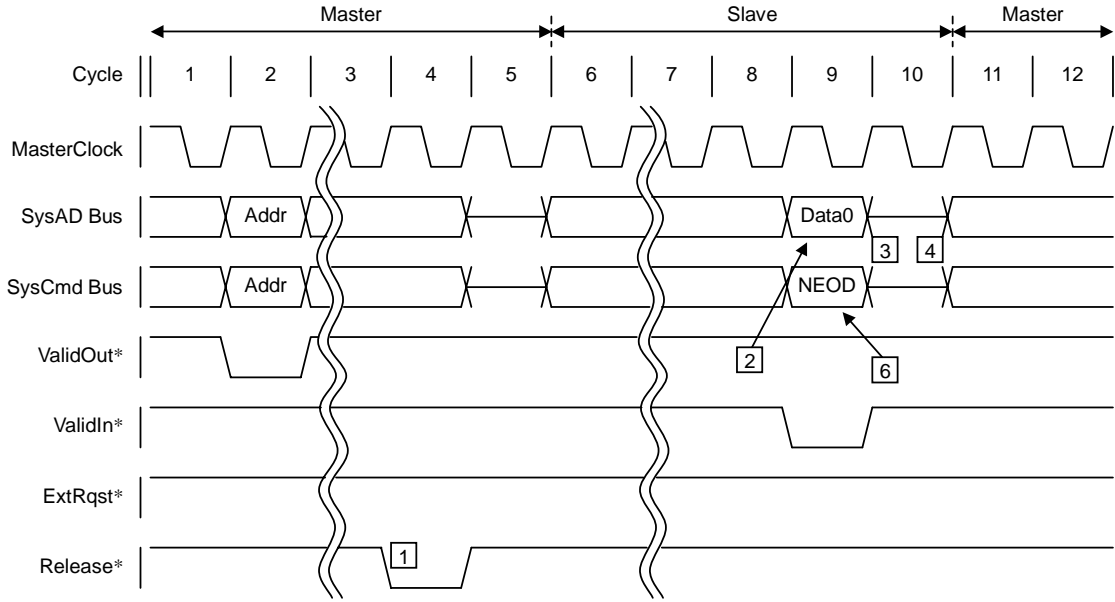 Master Slave Master
Cycle 1 2 3 4 5 6 7 8 9 10 11 12
MasterClock
SysAD Bus Addr Data0
3 4
SysCmd Bus Addr NEOD
ValidOut* 2 6
ValidIn*
ExtRqst*
Release* 1